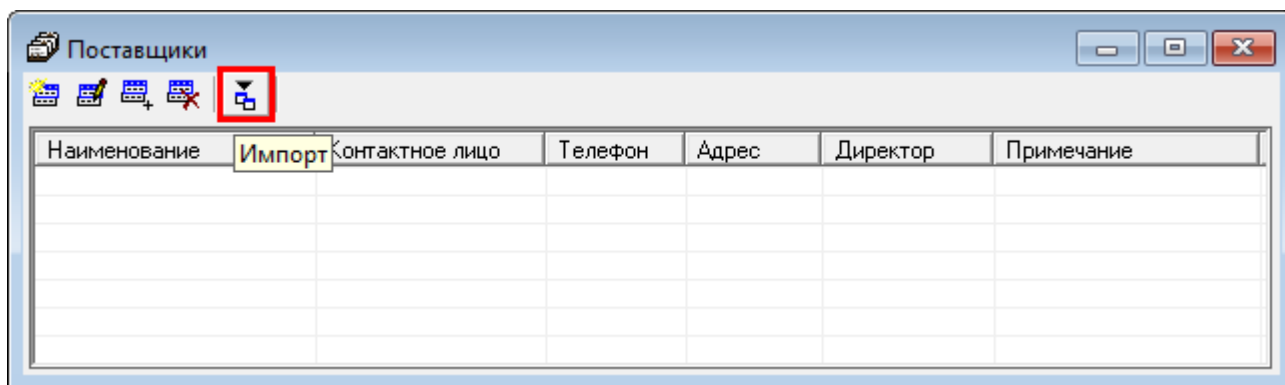 Поставщики
Наименование Контактное лицо Телефон Адрес Директор Примечание
Импорт